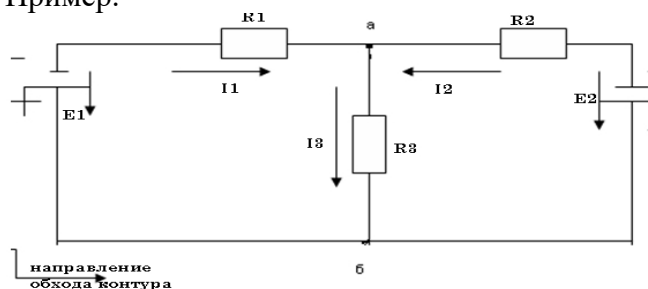 Пример:
R1
а
R2
I1
I2
E1
E2
I3
R3
направление
обхода контура
б